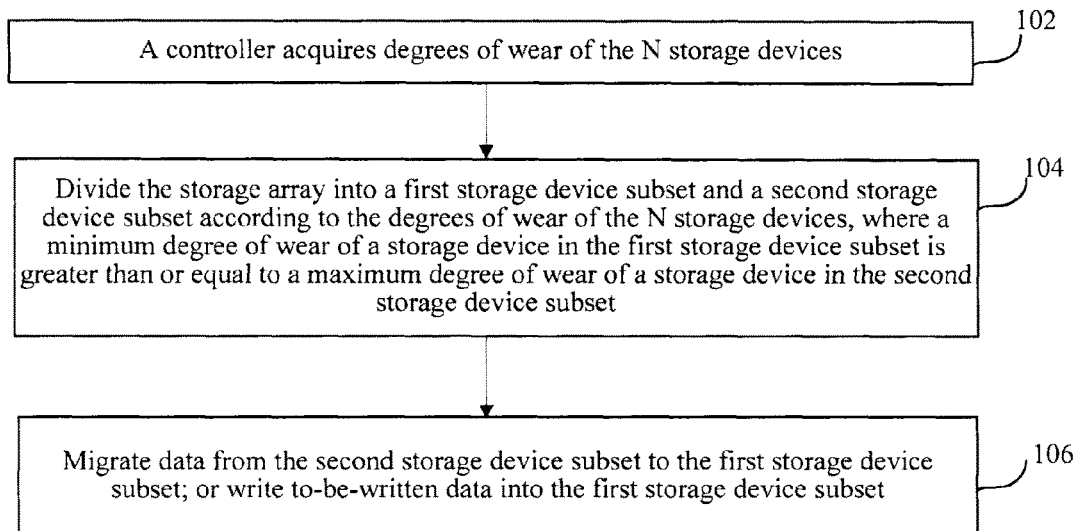 102
A controller acquires degrees of wear of the N storage devices
104
Divide the storage array into a first storage device subset and a second storage
device subset according to the degrees of wear of the N storage devices, where a
minimum degree of wear of a storage device in the first storage device subset is
greater than or equal to a maximum degree of wear of a storage device in the second
storage device subset
106
Migrate data from the second storage device subset to the first storage device
subset; or write to-be-written data into the first storage device subset